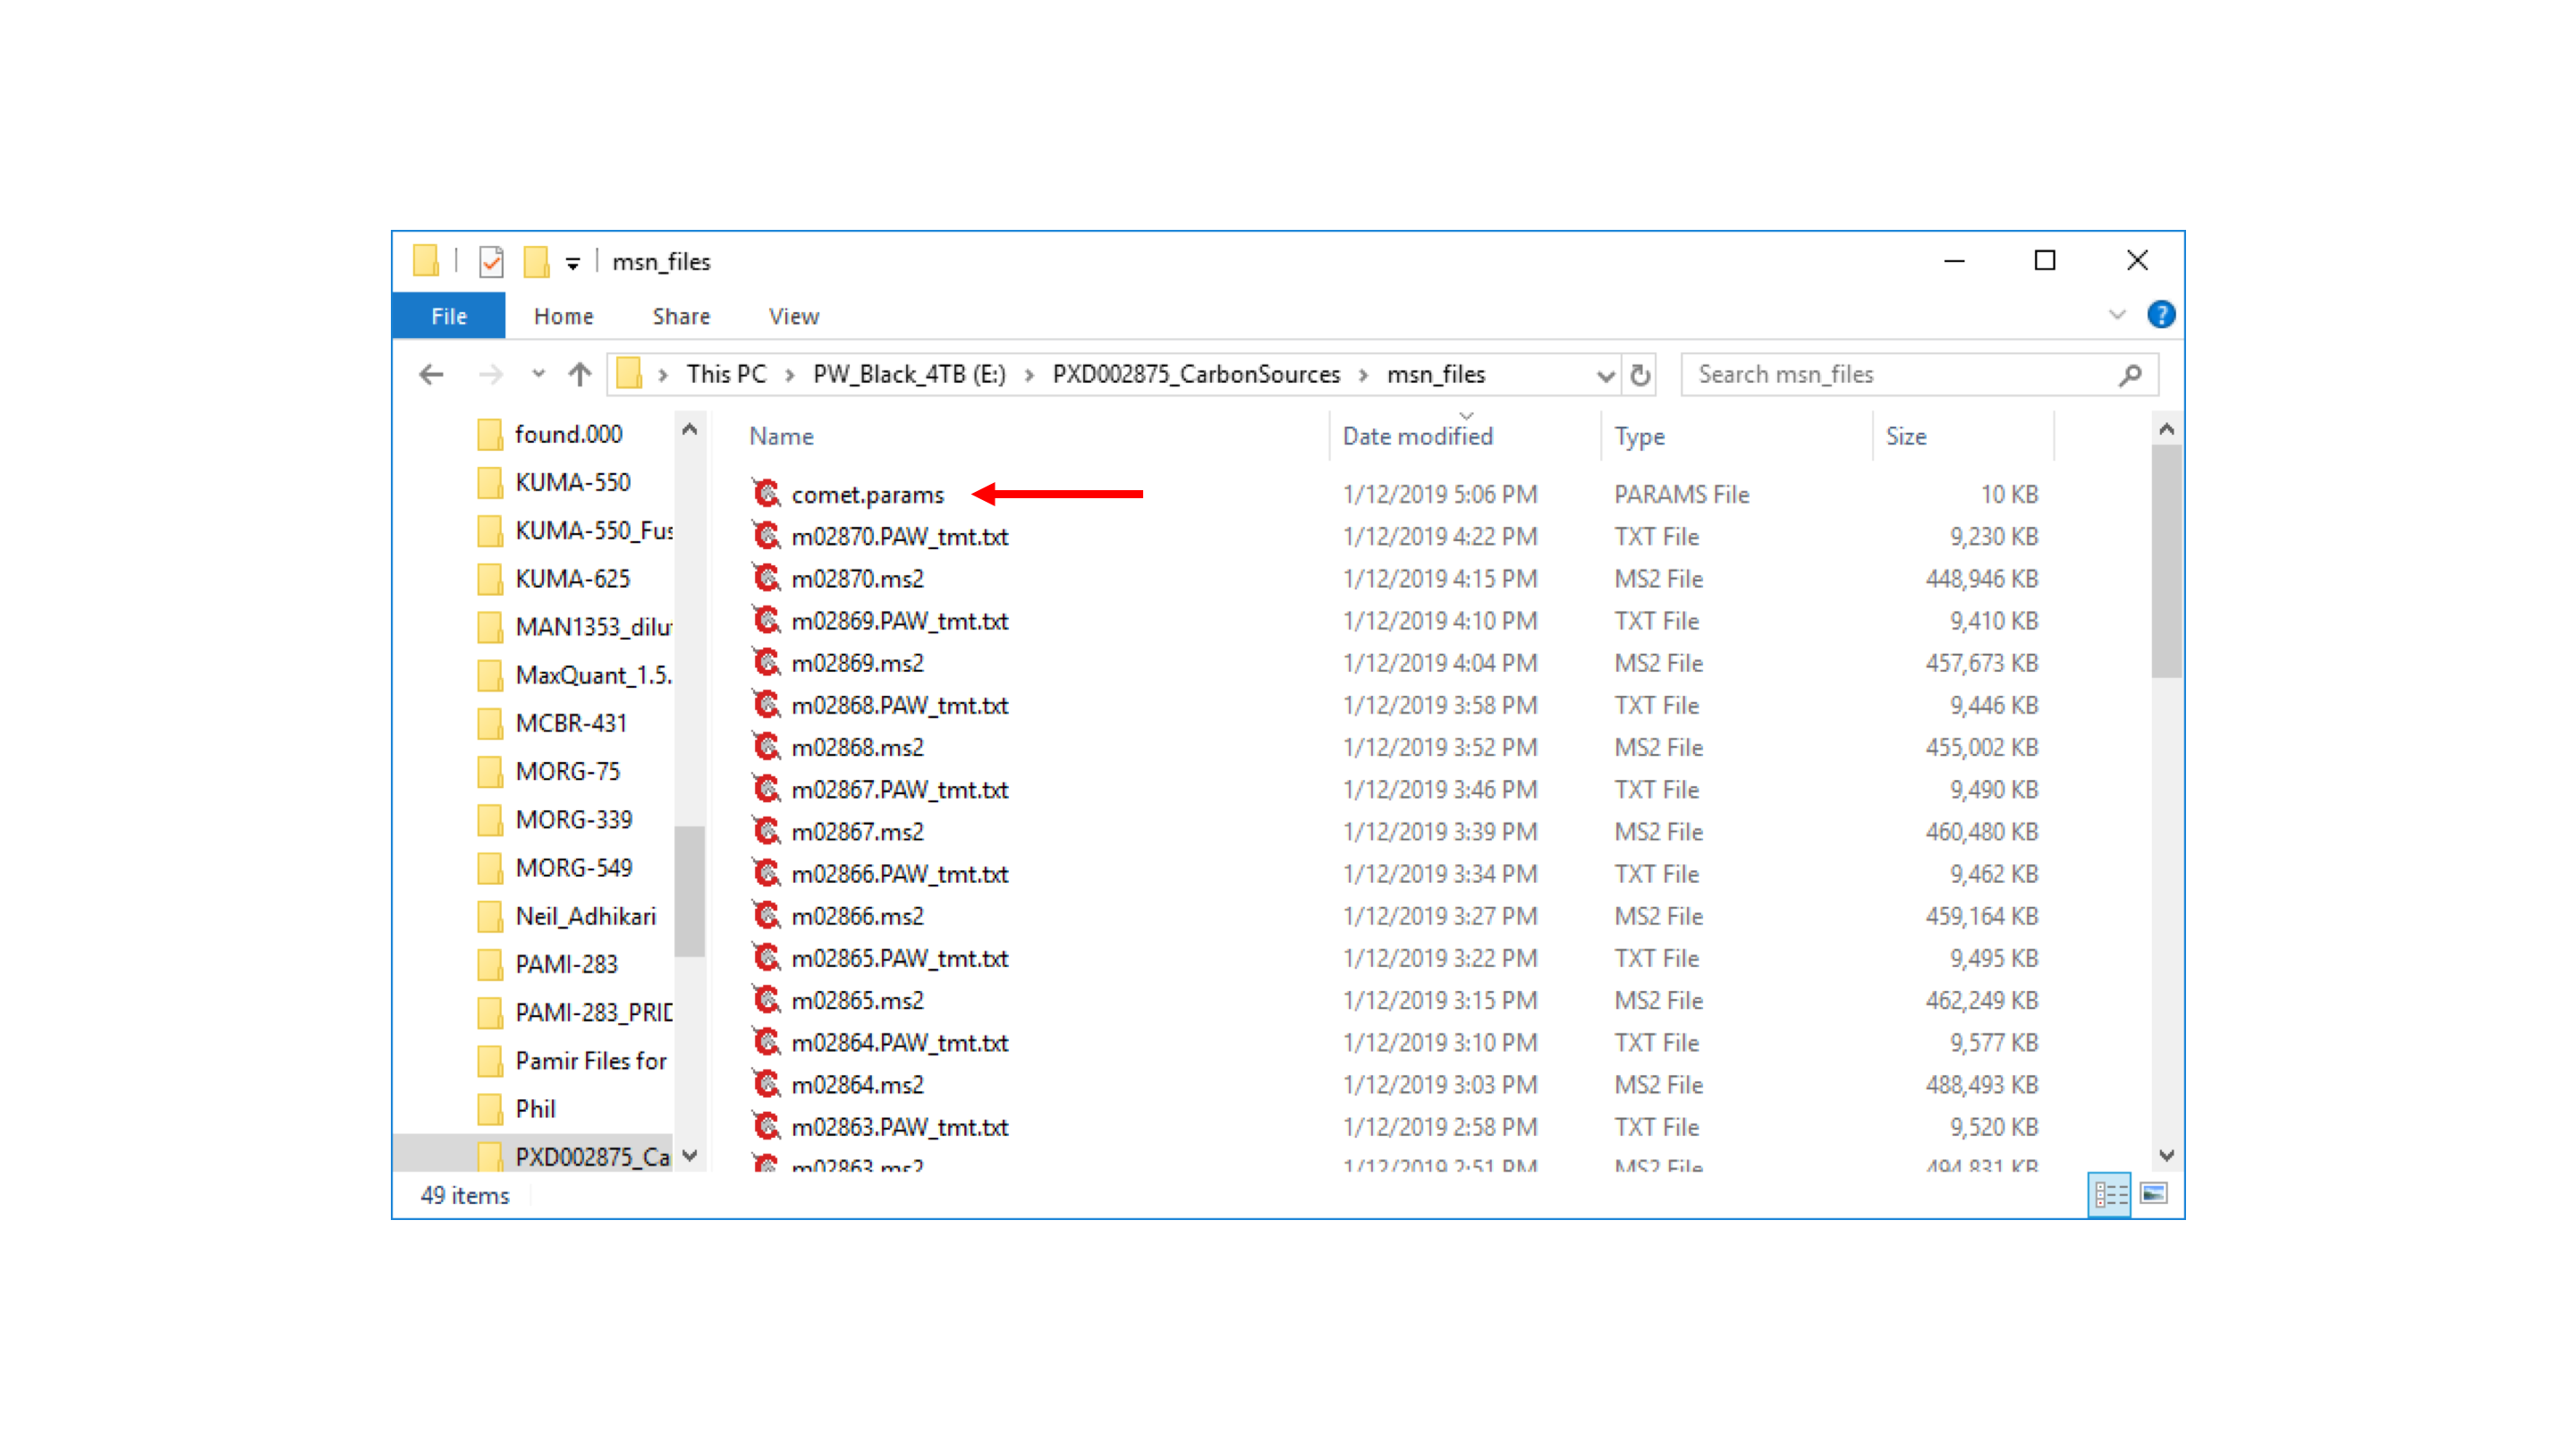 msn_files
File Home Share View
This PC › PW_Black_4TB (E:) › PXD002875_CarbonSources › msn_files
Search msn_files
found.000
KUMA-550
KUMA-550_Fus
KUMA-625
MAN1353_dilu
MaxQuant_1.5.
MCBR-431
MORG-75
MORG-339
MORG-549
Neil_Adhikari
PAMI-283
PAMI-283_PRID
Pamir Files for
Phil
PXD002875_Ca
Name Date modified Type Size
comet.params 1/12/2019 5:06 PM PARAMS File 10 KB
m02870.PAW_tmt.txt 1/12/2019 4:22 PM TXT File 9,230 KB
m02870.ms2 1/12/2019 4:15 PM MS2 File 448,946 KB
m02869.PAW_tmt.txt 1/12/2019 4:10 PM TXT File 9,410 KB
m02869.ms2 1/12/2019 4:04 PM MS2 File 457,673 KB
m02868.PAW_tmt.txt 1/12/2019 3:58 PM TXT File 9,446 KB
m02868.ms2 1/12/2019 3:52 PM MS2 File 455,002 KB
m02867.PAW_tmt.txt 1/12/2019 3:46 PM TXT File 9,490 KB
m02867.ms2 1/12/2019 3:39 PM MS2 File 460,480 KB
m02866.PAW_tmt.txt 1/12/2019 3:34 PM TXT File 9,462 KB
m02866.ms2 1/12/2019 3:27 PM MS2 File 459,164 KB
m02865.PAW_tmt.txt 1/12/2019 3:22 PM TXT File 9,495 KB
m02865.ms2 1/12/2019 3:15 PM MS2 File 462,249 KB
m02864.PAW_tmt.txt 1/12/2019 3:10 PM TXT File 9,577 KB
m02864.ms2 1/12/2019 3:03 PM MS2 File 488,493 KB
m02863.PAW_tmt.txt 1/12/2019 2:58 PM TXT File 9,520 KB
m02863.ms2 1/12/2019 2:51 PM MS2 File 494,831 KB
49 items